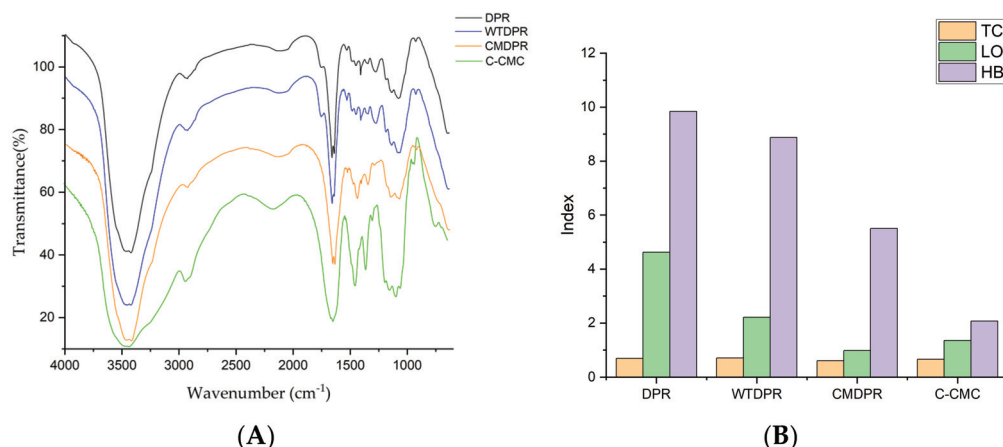 DPR
WTDPR
CMDPR
C-CMC
100
80
60
40
20
4000 3500 3000 2500 2000 1500 1000
Transmittance(%)
Wavenumber (cm⁻¹)
(A)
TC
LO
HB
12
10
8
6
4
2
0
Index
DPR WTDPR CMDPR C-CMC
(B)